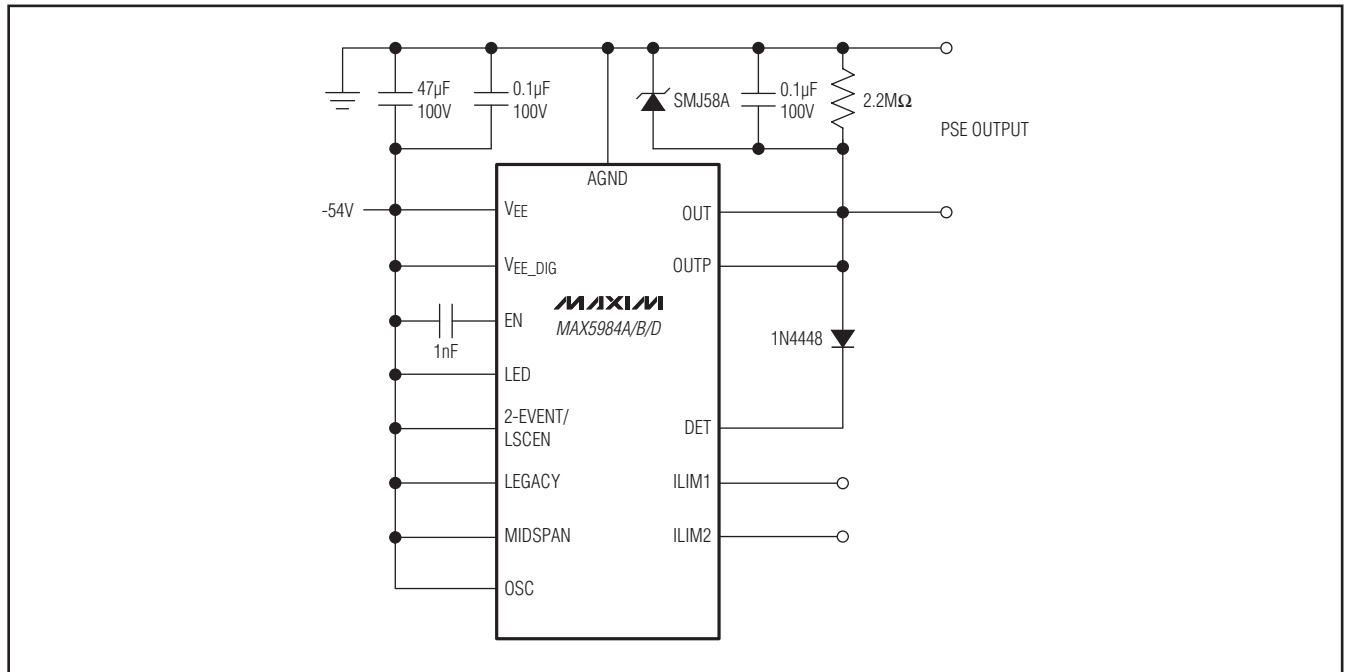 47µF
100V
0.1µF
100V
SMJ58A
0.1µF
100V
2.2MΩ
PSE OUTPUT
AGND
-54V
VEE
OUT
VEE_DIG
OUTP
MAXIM
MAX5984A/B/D
EN
1nF
1N4448
LED
2-EVENT/
LSCEN
DET
LEGACY
ILIM1
MIDSPAN
ILIM2
OSC